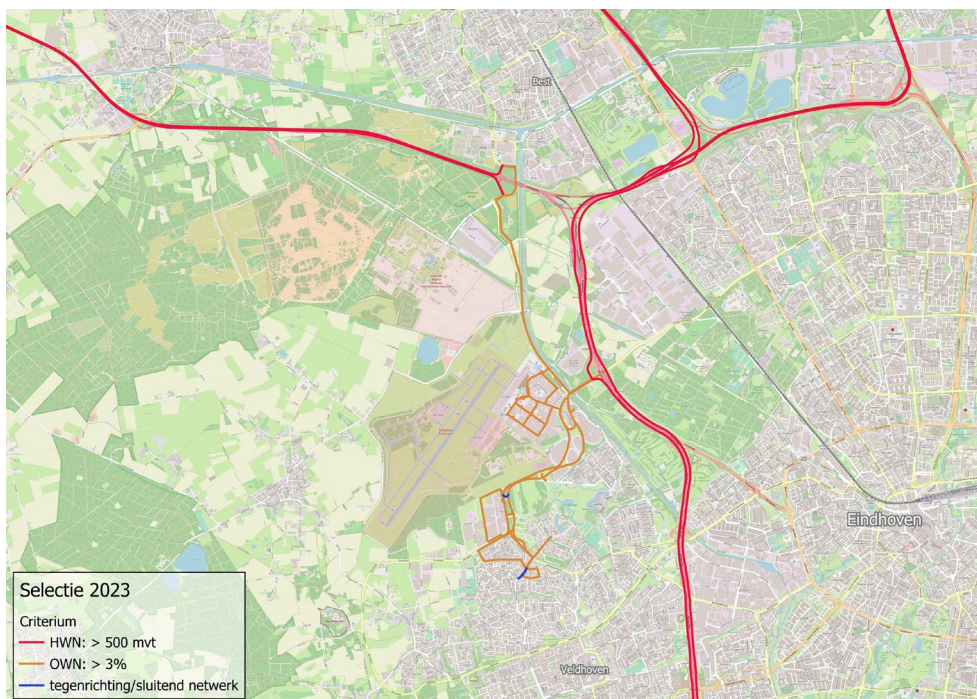 Best
Eindhoven
Veldhoven
Selectie 2023
Criterium
HWN: > 500 mvt
OWN: > 3%
tegenrichting/sluitend netwerk